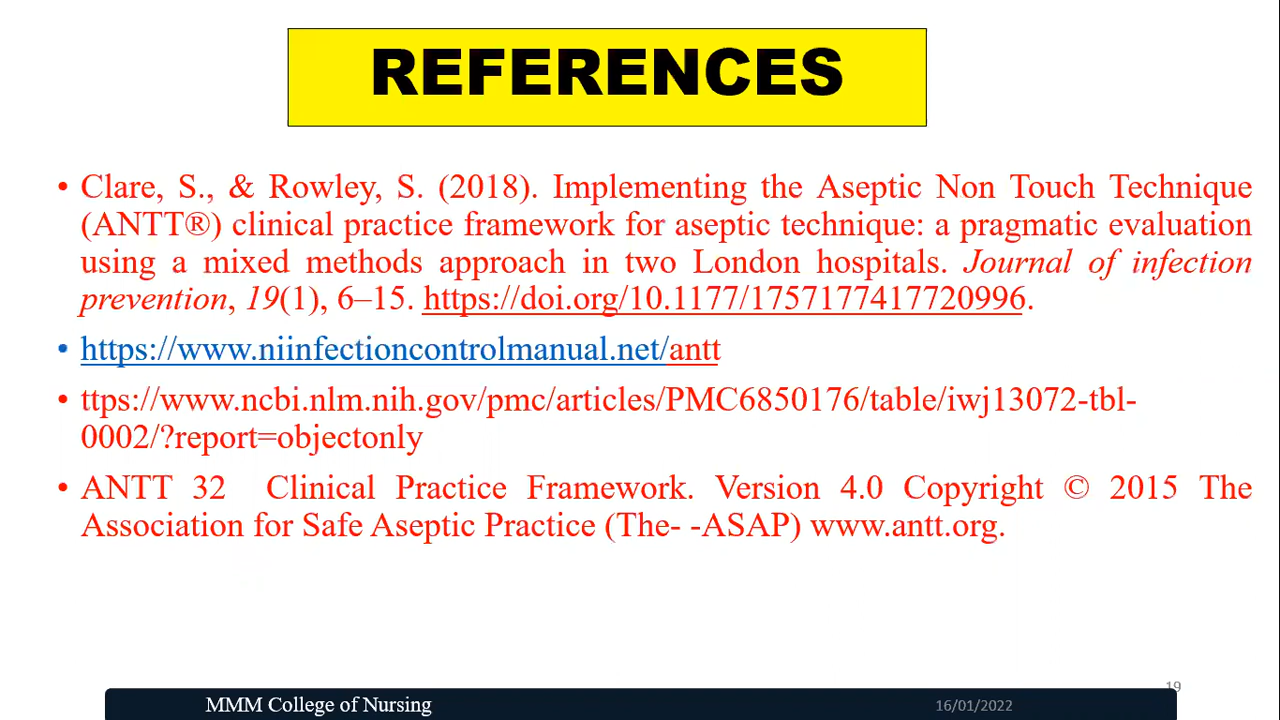 REFERENCES
• Clare, S., & Rowley, S. (2018). Implementing the Aseptic Non Touch Technique
(ANTT®) clinical practice framework for aseptic technique: a pragmatic evaluation
using a mixed methods approach in two London hospitals. Journal of infection
prevention, 19(1), 6–15. https://doi.org/10.1177/1757177417720996.
• https://www.niinfectioncontrolmanual.net/antt
• ttps://www.ncbi.nlm.nih.gov/pmc/articles/PMC6850176/table/iwj13072-tbl-
0002/?report=objectonly
• ANTT 32 Clinical Practice Framework. Version 4.0 Copyright © 2015 The
Association for Safe Aseptic Practice (The- -ASAP) www.antt.org.
19
MMM College of Nursing
16/01/2022